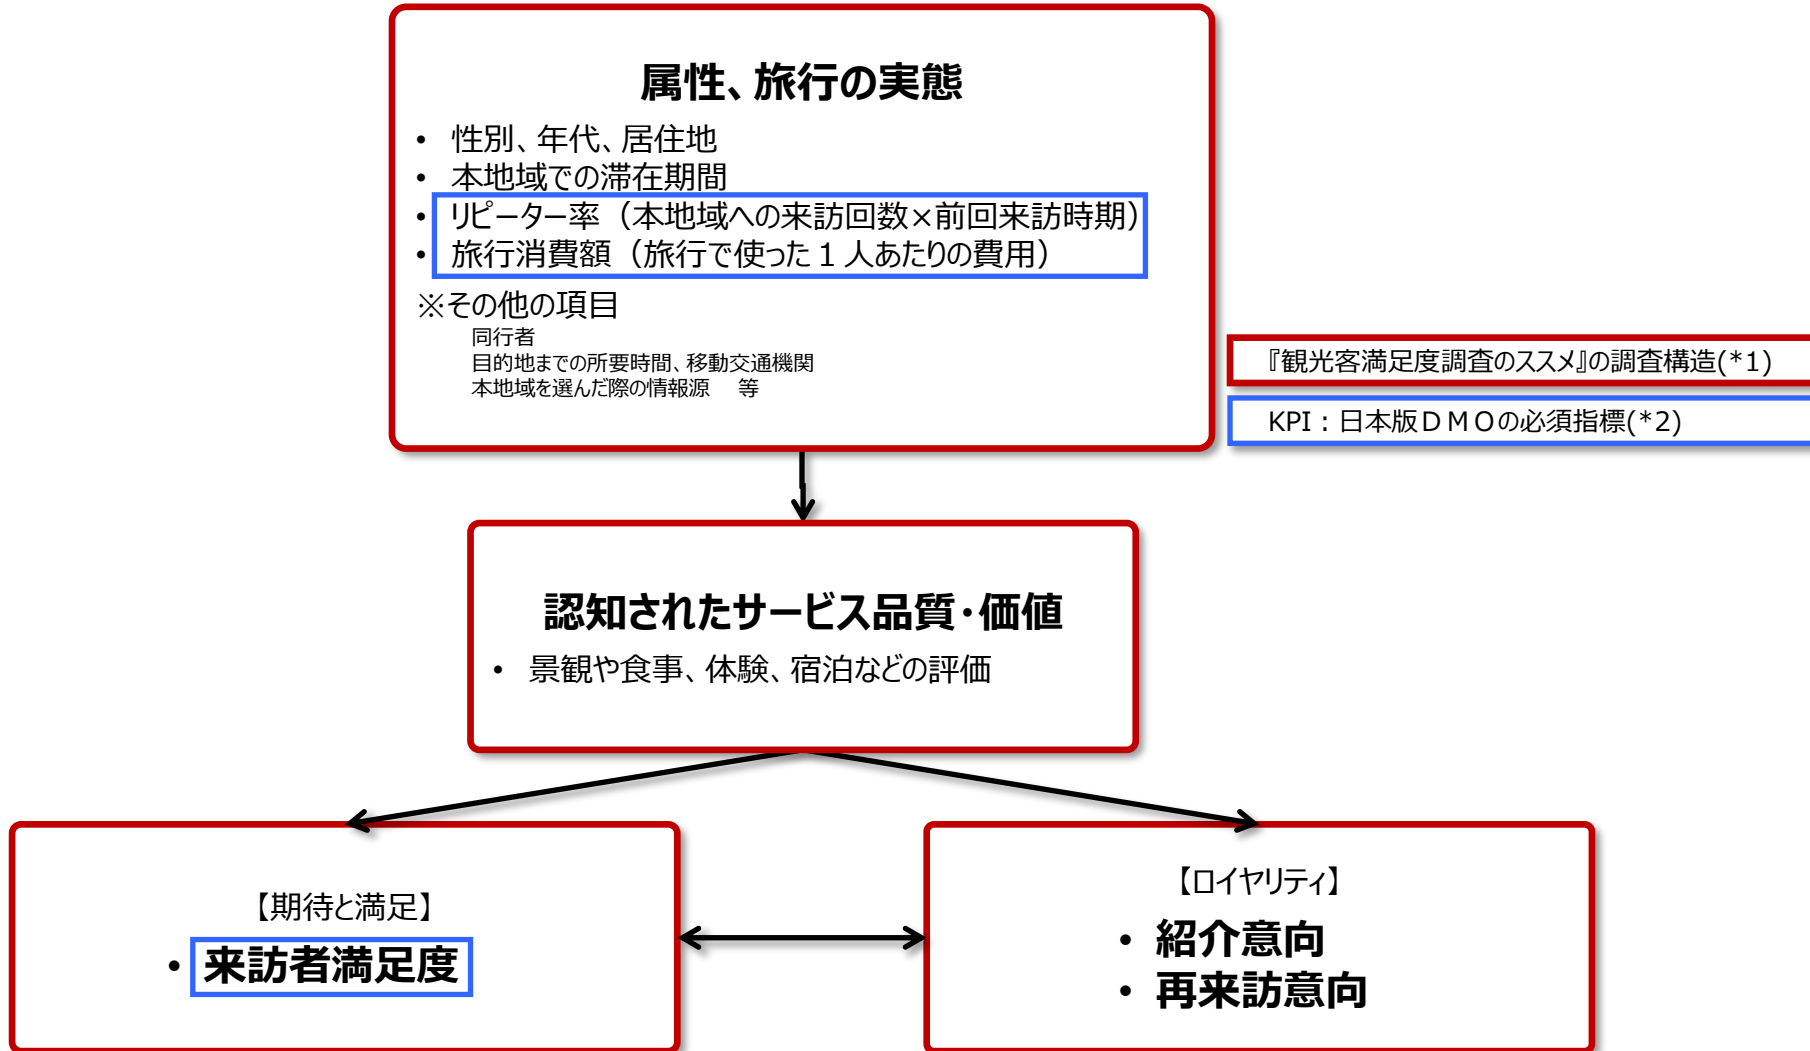 属性、旅行の実態
• 性別、年代、居住地
• 本地域での滞在期間
• リピーター率（本地域への来訪回数×前回来訪時期）
• 旅行消費額（旅行で使った１人あたりの費用）
※その他の項目
同行者
目的地までの所要時間、移動交通機関
本地域を選んだ際の情報源　等
『観光客満足度調査のススメ』の調査構造(*1)
KPI：日本版ＤＭＯの必須指標(*2)
認知されたサービス品質・価値
• 景観や食事、体験、宿泊などの評価
【期待と満足】
• 来訪者満足度
【ロイヤリティ】
• 紹介意向
• 再来訪意向